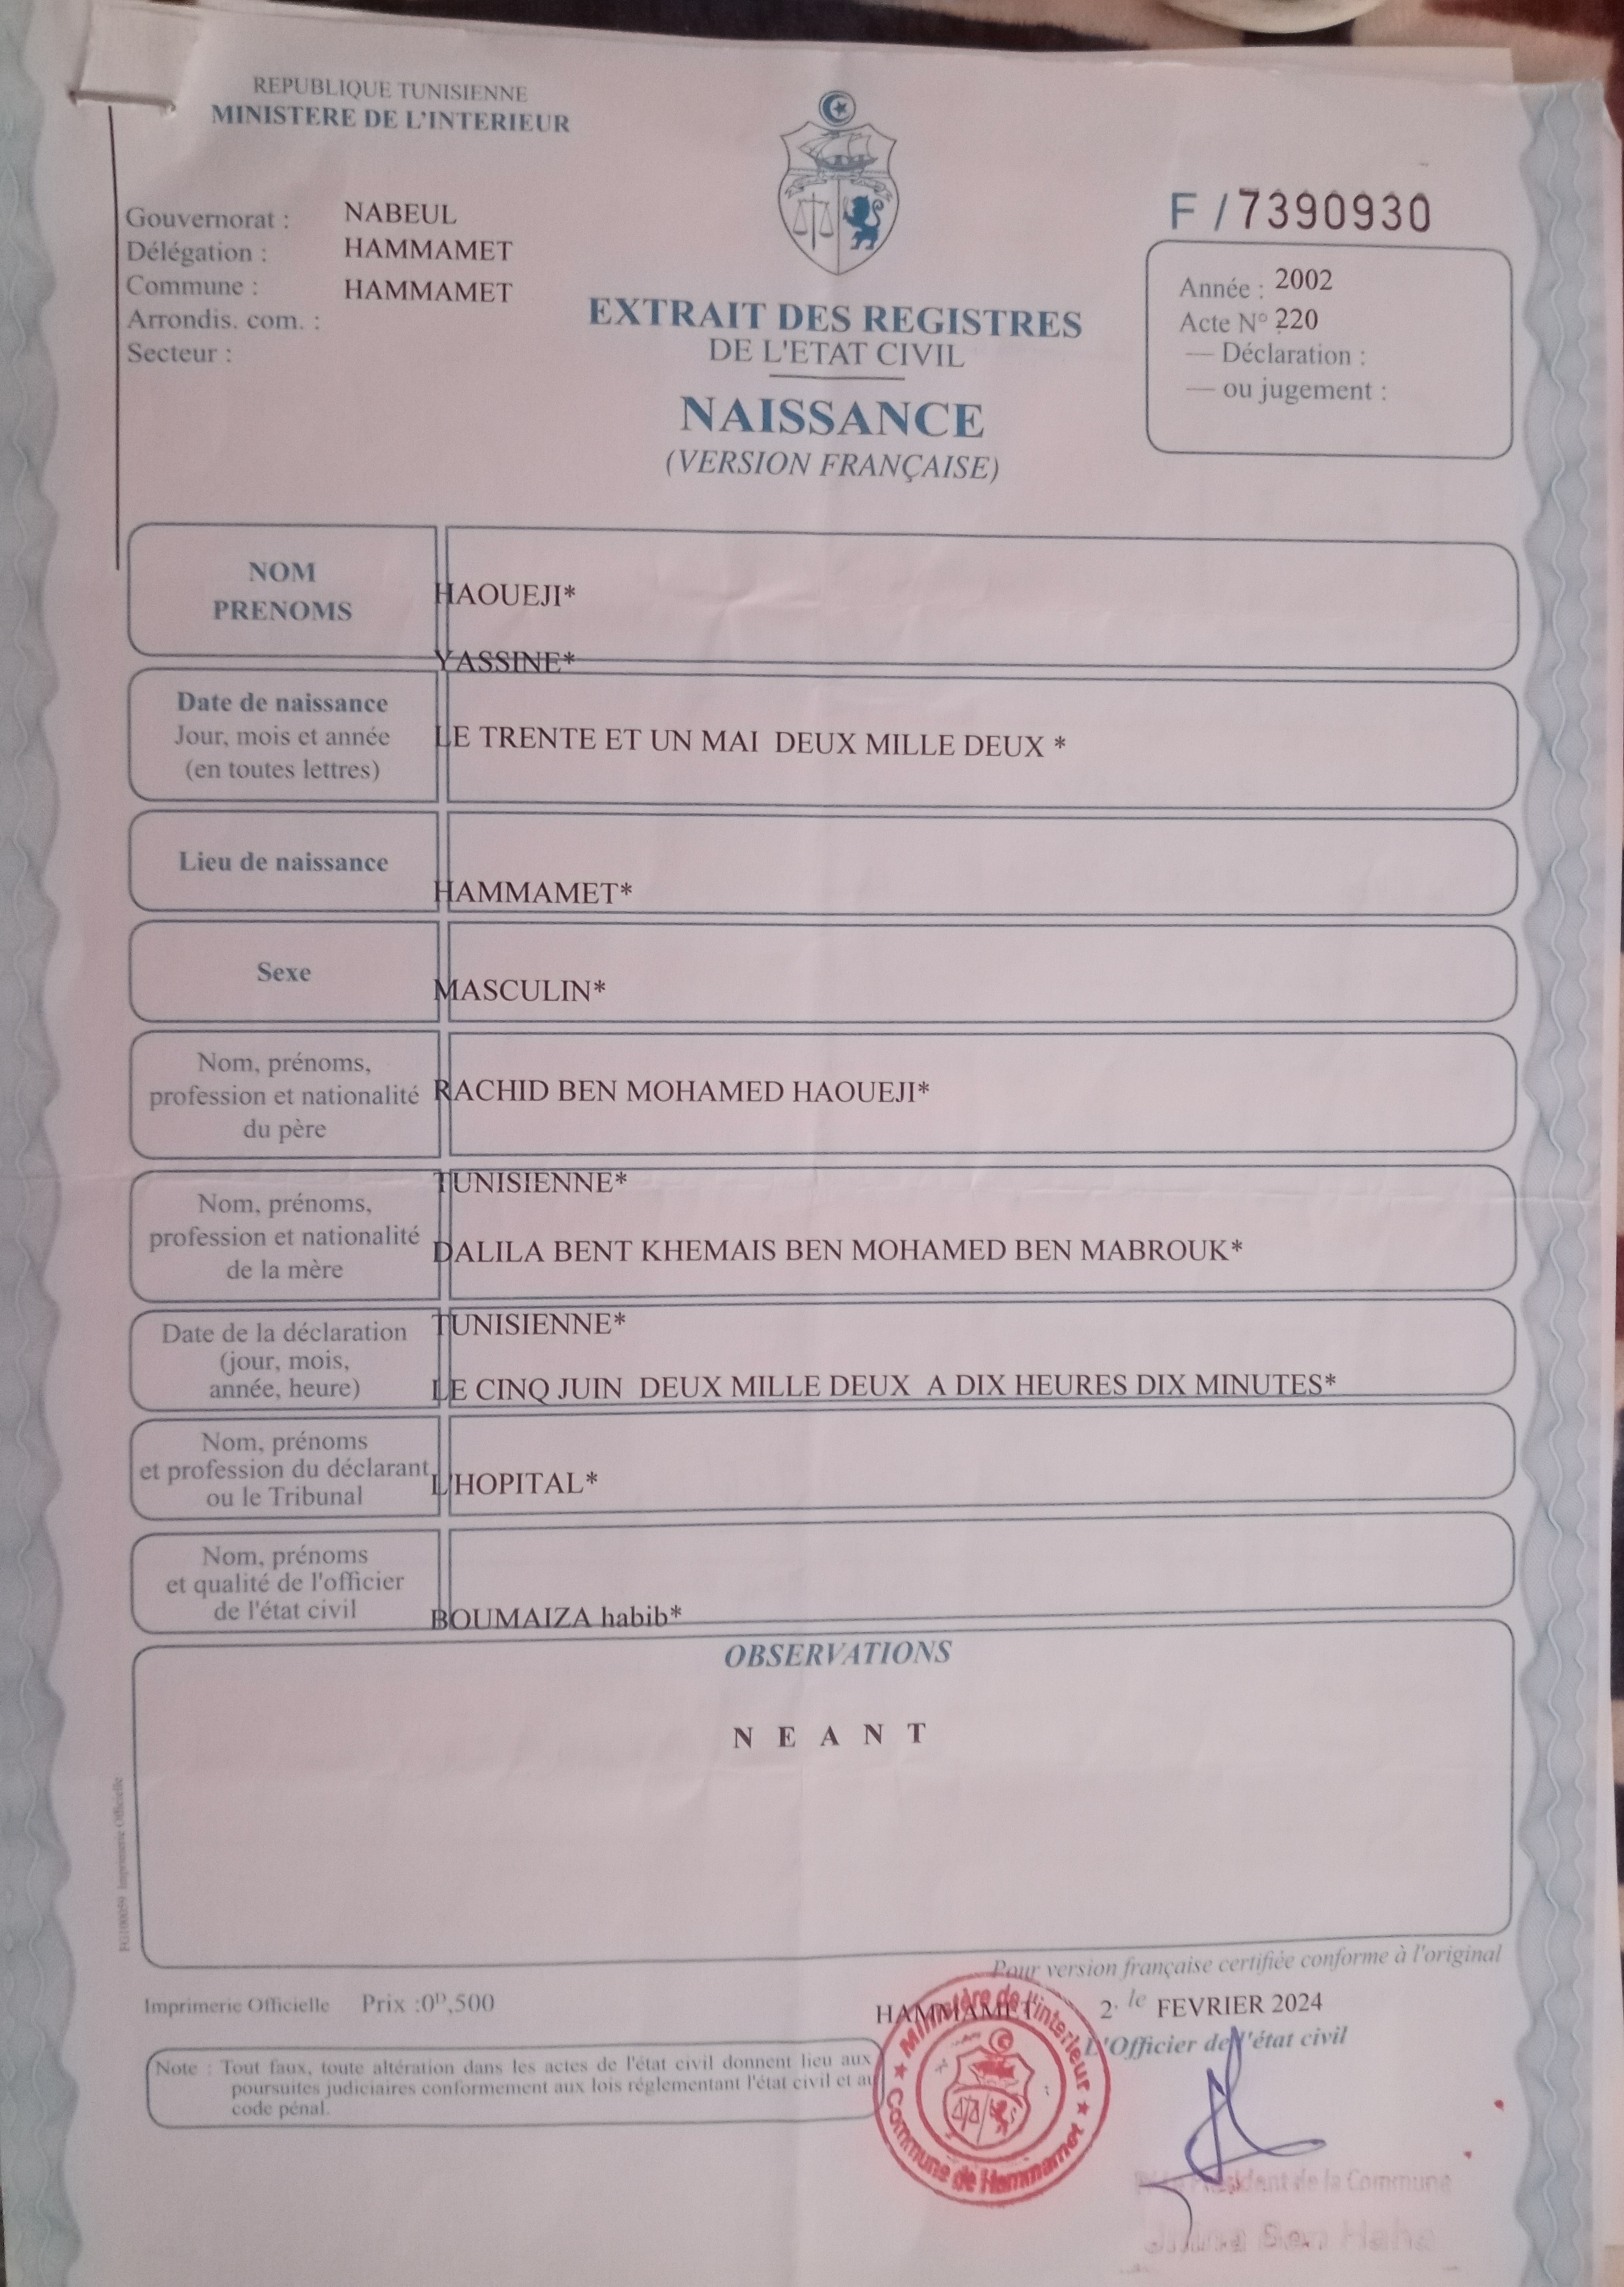 REPUBLIQUE TUNISIENNE
MINISTERE DE L'INTERIEUR
Gouvernorat : NABEUL
Délégation : HAMMAMET
Commune : HAMMAMET
Arrondis. com. :
Secteur :
EXTRAIT DES REGISTRES
DE L'ETAT CIVIL
NAISSANCE
(VERSION FRANÇAISE)
F / 7390930
Année : 2002
Acte N° 220
— Déclaration :
— ou jugement :
NOM
PRENOMS
HAOUEJI*
YASSINE*
Date de naissance
Jour, mois et année
(en toutes lettres)
LE TRENTE ET UN MAI DEUX MILLE DEUX *
Lieu de naissance
HAMMAMET*
Sexe
MASCULIN*
Nom, prénoms,
profession et nationalité
du père
RACHID BEN MOHAMED HAOUEJI*
TUNISIENNE*
Nom, prénoms,
profession et nationalité
de la mère
DALILA BENT KHEMAIS BEN MOHAMED BEN MABROUK*
TUNISIENNE*
Date de la déclaration
(jour, mois,
année, heure)
LE CINQ JUIN DEUX MILLE DEUX A DIX HEURES DIX MINUTES*
Nom, prénoms
et profession du déclarant
ou le Tribunal
L'HOPITAL*
Nom, prénoms
et qualité de l'officier
de l'état civil
BOUMAIZA habib*
OBSERVATIONS
N E A N T
Imprimerie Officielle
Pour version française certifiée conforme à l'original
Imprimerie Officielle Prix :0ᴰ,500
HAMMAMET 2 le FEVRIER 2024
L'Officier de l'état civil
Note : Tout faux, toute altération dans les actes de l'état civil donnent lieu aux
poursuites judiciaires conformement aux lois réglementant l'état civil et au
code pénal.
Ministère de l'interieur
Commune de Hammamet
Président de la Commune
Ben